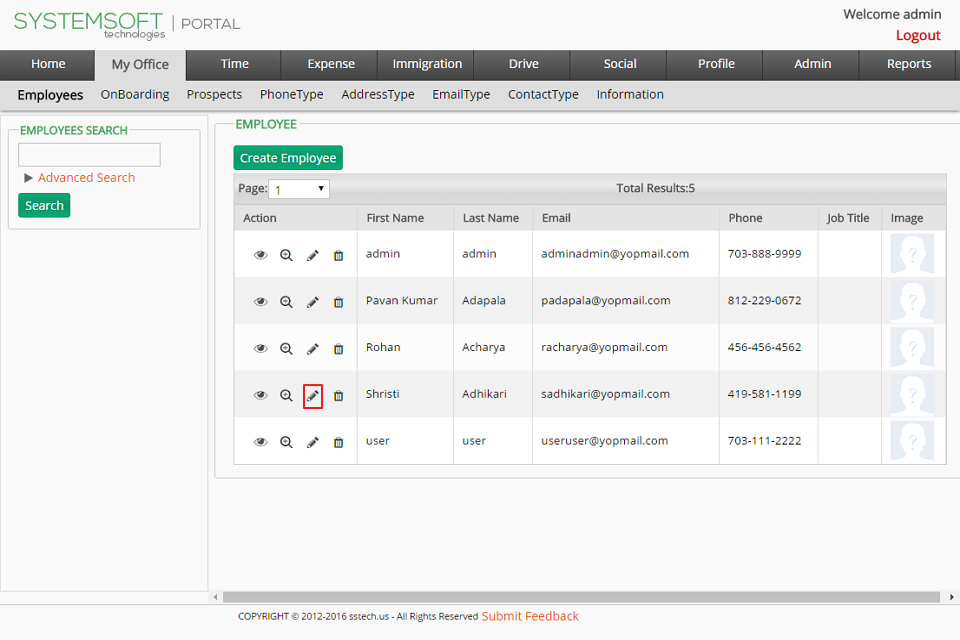 SYSTEMSOFT technologies | PORTAL
Welcome admin
Logout
Home My Office Time Expense Immigration Drive Social Profile Admin Reports
Employees OnBoarding Prospects PhoneType AddressType EmailType ContactType Information
EMPLOYEES SEARCH
Advanced Search
Search
EMPLOYEE
Create Employee
Page: 1 Total Results:5
Action First Name Last Name Email Phone Job Title Image
admin admin adminadmin@yopmail.com 703-888-9999
Pavan Kumar Adapala padapala@yopmail.com 812-229-0672
Rohan Acharya racharya@yopmail.com 456-456-4562
Shristi Adhikari sadhikari@yopmail.com 419-581-1199
user user useruser@yopmail.com 703-111-2222
COPYRIGHT © 2012-2016 sstech.us - All Rights Reserved Submit Feedback